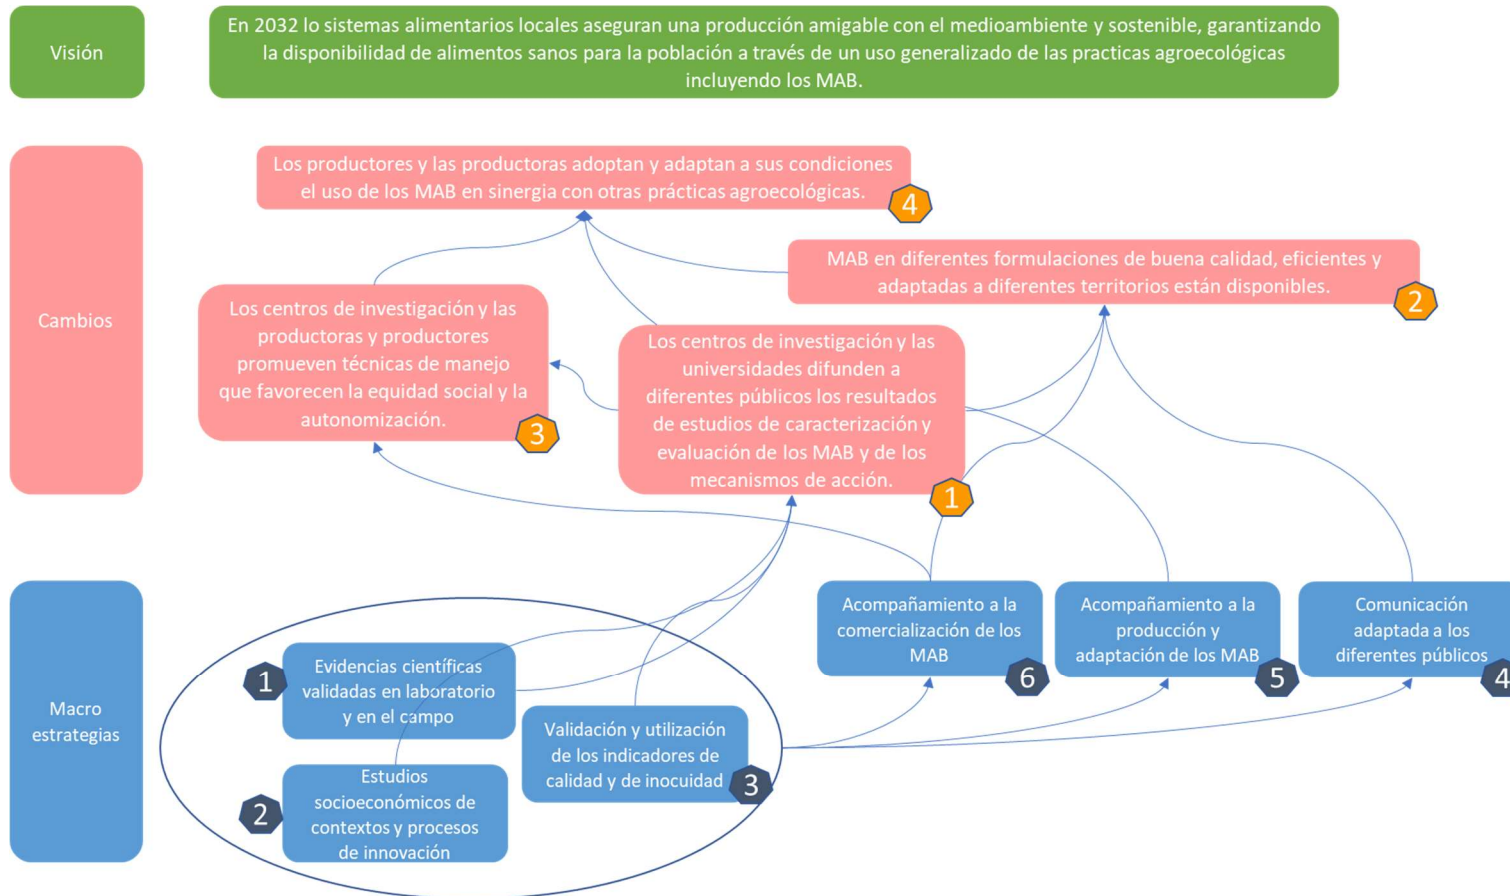 Visión
En 2032 lo sistemas alimentarios locales aseguran una producción amigable con el medioambiente y sostenible, garantizando
la disponibilidad de alimentos sanos para la población a través de un uso generalizado de las practicas agroecológicas
incluyendo los MAB.
Cambios
Los productores y las productoras adoptan y adaptan a sus condiciones
el uso de los MAB en sinergia con otras prácticas agroecológicas.
4
MAB en diferentes formulaciones de buena calidad, eficientes y
adaptadas a diferentes territorios están disponibles.
2
Los centros de investigación y las
productoras y productores
promueven técnicas de manejo
que favorecen la equidad social y la
autonomización.
3
Los centros de investigación y las
universidades difunden a
diferentes públicos los resultados
de estudios de caracterización y
evaluación de los MAB y de los
mecanismos de acción.
1
Macro
estrategias
1
Evidencias científicas
validadas en laboratorio
y en el campo
2
Estudios
socioeconómicos de
contextos y procesos
de innovación
Validación y utilización
de los indicadores de
calidad y de inocuidad
3
Acompañamiento a la
comercialización de los
MAB
6
Acompañamiento a la
producción y
adaptación de los MAB
5
Comunicación
adaptada a los
diferentes públicos
4